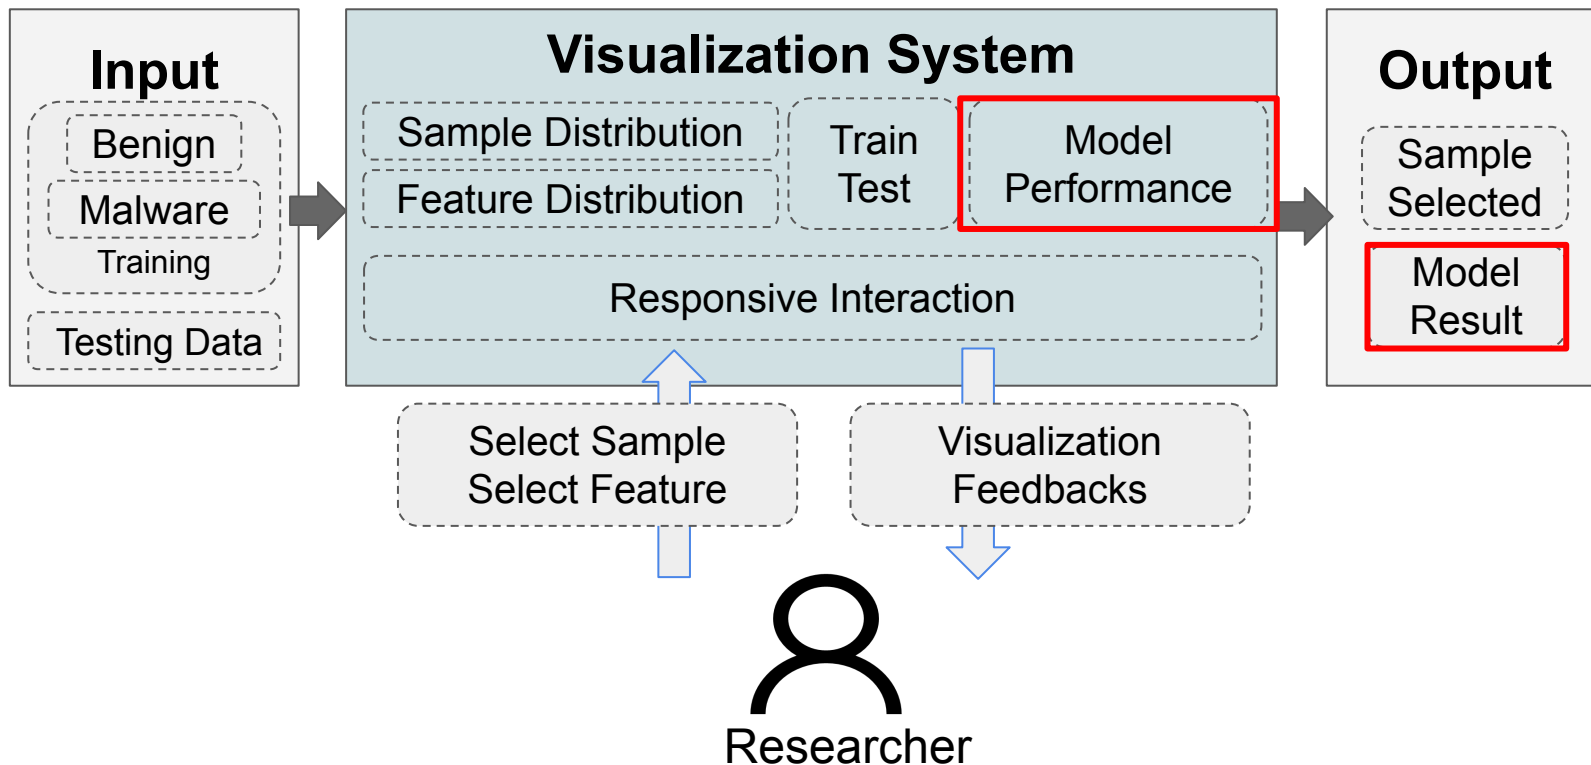 Input
Benign
Malware
Training
Testing Data
Visualization System
Sample Distribution
Feature Distribution
Train
Test
Model
Performance
Responsive Interaction
Output
Sample
Selected
Model
Result
Select Sample
Select Feature
Visualization
Feedbacks
Researcher